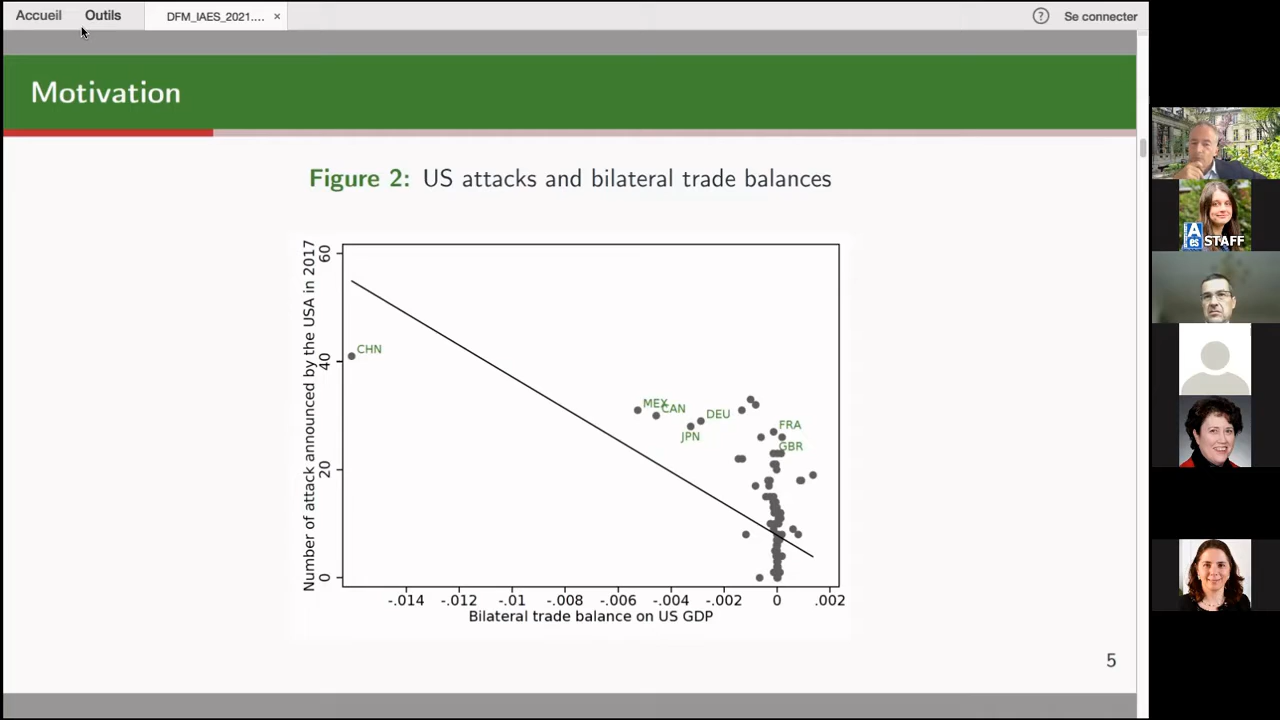 Accueil Outils DFM_IAES_2021.... × ? Se connecter
Motivation
Figure 2: US attacks and bilateral trade balances
Number of attack announced by the USA in 2017
60
40
20
0
CHN
MEX
CAN
DEU
JPN
FRA
GBR
-.014 -.012 -.01 -.008 -.006 -.004 -.002 0 .002
Bilateral trade balance on US GDP
5
A
es STAFF